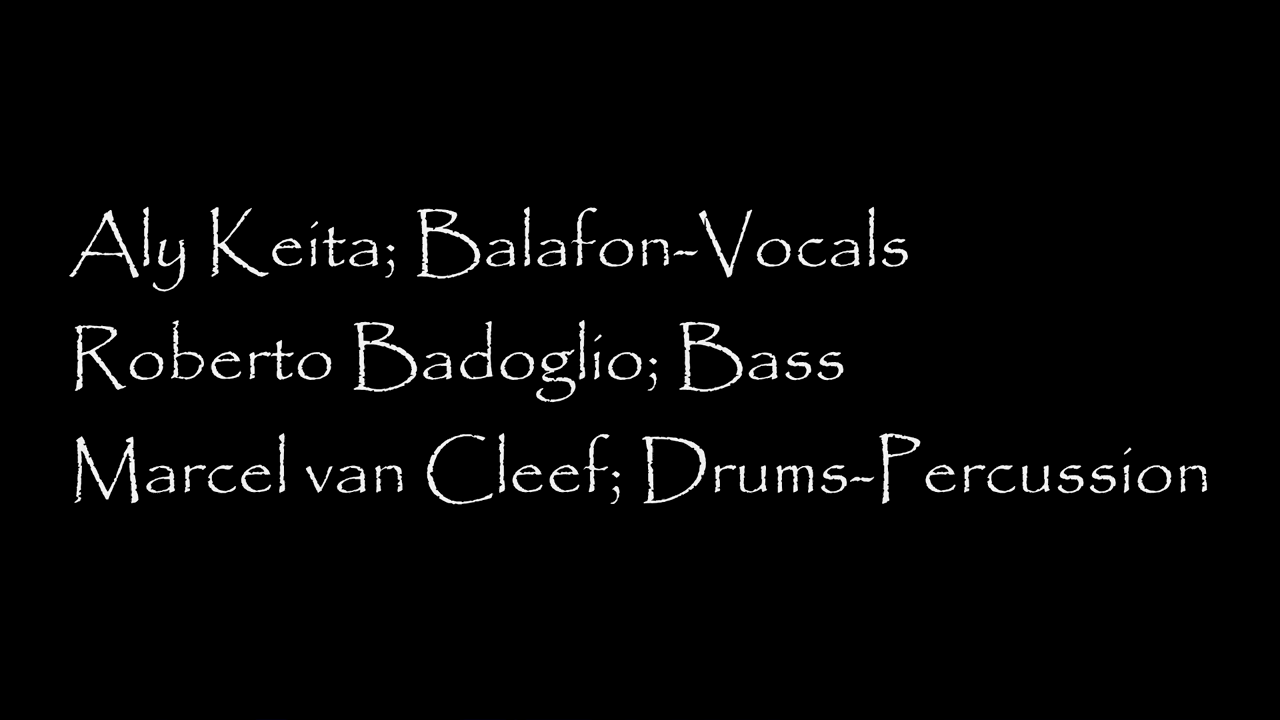 Aly Keita; Balafon-Vocals
Roberto Badoglio; Bass
Marcel van Cleef; Drums-Percussion